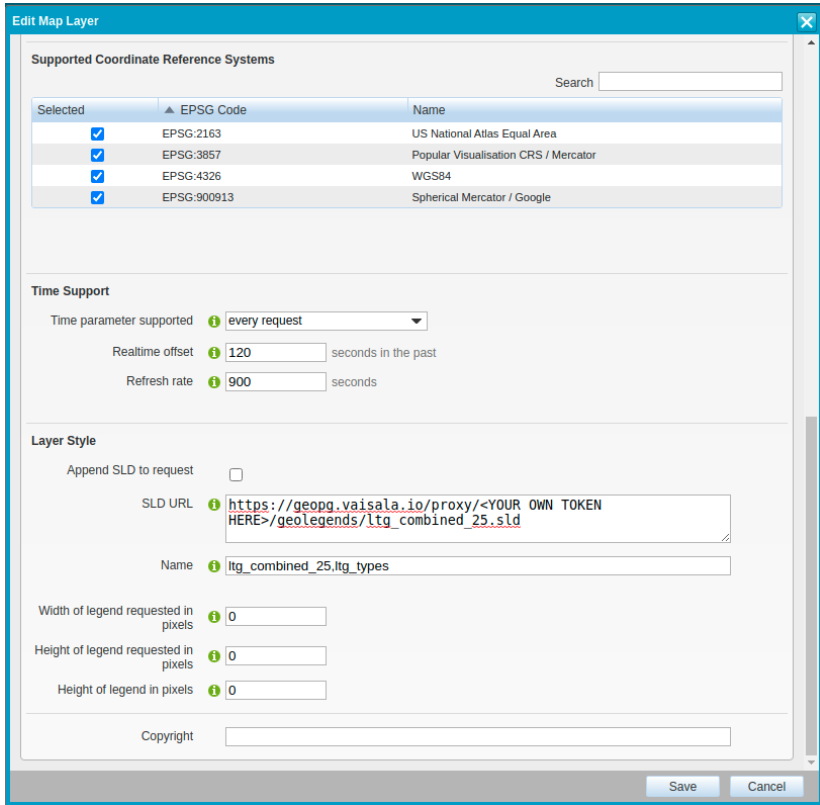 Edit Map Layer
Supported Coordinate Reference Systems
Search
Selected EPSG Code Name
EPSG:2163 US National Atlas Equal Area
EPSG:3857 Popular Visualisation CRS / Mercator
EPSG:4326 WGS84
EPSG:900913 Spherical Mercator / Google
Time Support
Time parameter supported every request
Realtime offset 120 seconds in the past
Refresh rate 900 seconds
Layer Style
Append SLD to request
SLD URL https://geopg.vaisala.io/proxy/<YOUR OWN TOKEN
HERE>/geolegends/ltg_combined_25.sld
Name ltg_combined_25,ltg_types
Width of legend requested in
pixels 0
Height of legend requested in
pixels 0
Height of legend in pixels 0
Copyright
Save Cancel